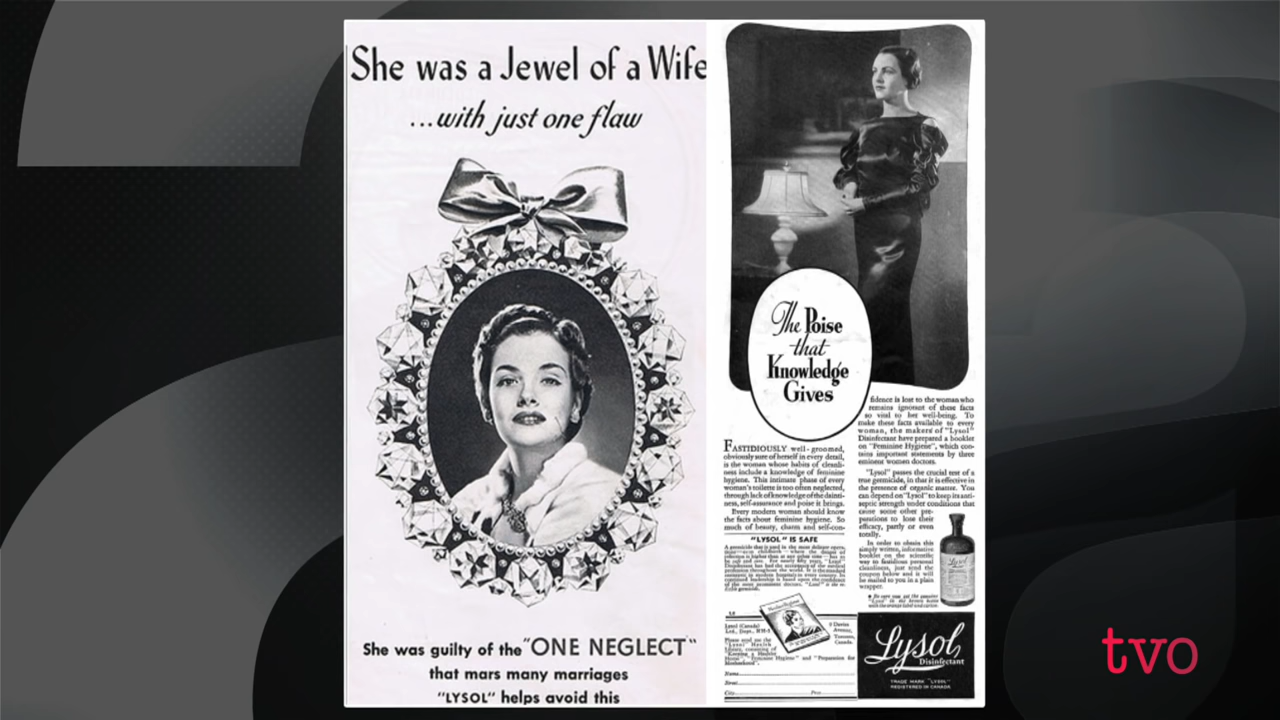 She was a Jewel of a Wife
...with just one flaw
She was guilty of the "ONE NEGLECT"
that mars many marriages
"LYSOL" helps avoid this
The Poise
that
Knowledge
Gives
FASTIDIOUSLY well-groomed,
obviously sure of herself in every detail,
is the woman whose habits of cleanli-
ness include a knowledge of feminine
hygiene. This intimate phase of every
woman's toilette is too often neglected,
through lack of knowledge of the dainti-
ness, self-assurance and poise it brings.
Every modern woman should know
the facts about feminine hygiene. So
much of beauty, charm and self-con-
fidence is lost to the woman who
remains ignorant of these facts
so vital to her well-being. To
make these facts available to every
woman, the makers of "Lysol"
Disinfectant have prepared a booklet
on "Feminine Hygiene", which con-
tains important statements by three
eminent women doctors.
"Lysol" passes the crucial test of a
true germicide, in that it is effective in
the presence of organic matter. You
can depend on "Lysol" to keep its anti-
septic strength under conditions that
cause some other pre-
parations to lose their
efficacy, partly or even
totally.
In order to obtain this
simply written, informative
booklet on the scientific
way to fastidious personal
cleanliness, just send the
coupon below and it will
be mailed to you in a plain
wrapper.
"LYSOL" IS SAFE
Lysol (Canada)
Toronto,
Canada.
Name
Street
City
Lysol
Disinfectant
TRADE MARK "LYSOL"
REGISTERED IN CANADA
tvo